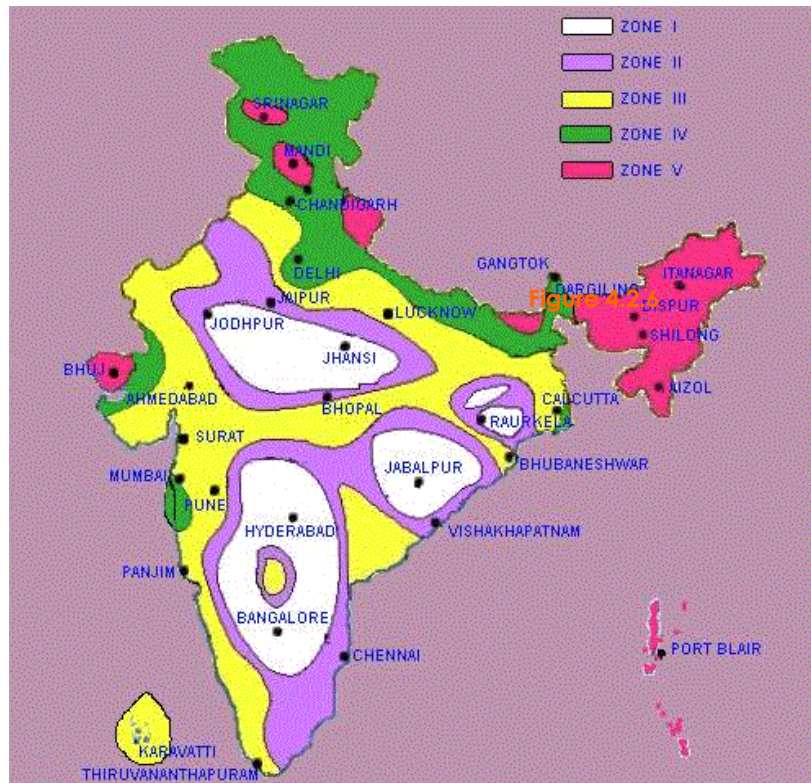 ZONE I
ZONE II
ZONE III
ZONE IV
ZONE V
SRINAGAR
MANDI
CHANDIGARH
DELHI
GANGTOK
DARGILING
ITANAGAR
Figure 4.2.6
DISPUR
JAIPUR
JODHPUR
LUCKNOW
SHILONG
JHANSI
BHUJ
AIZOL
AHMEDABAD
BHOPAL
CALCUTTA
RAURKELA
SURAT
BHUBANESHWAR
JABALPUR
MUMBAI
PUNE
HYDERABAD
VISHAKHAPATNAM
PANJIM
BANGALORE
CHENNAI
PORT BLAIR
KARAVATTI
THIRUVANANTHAPURAM